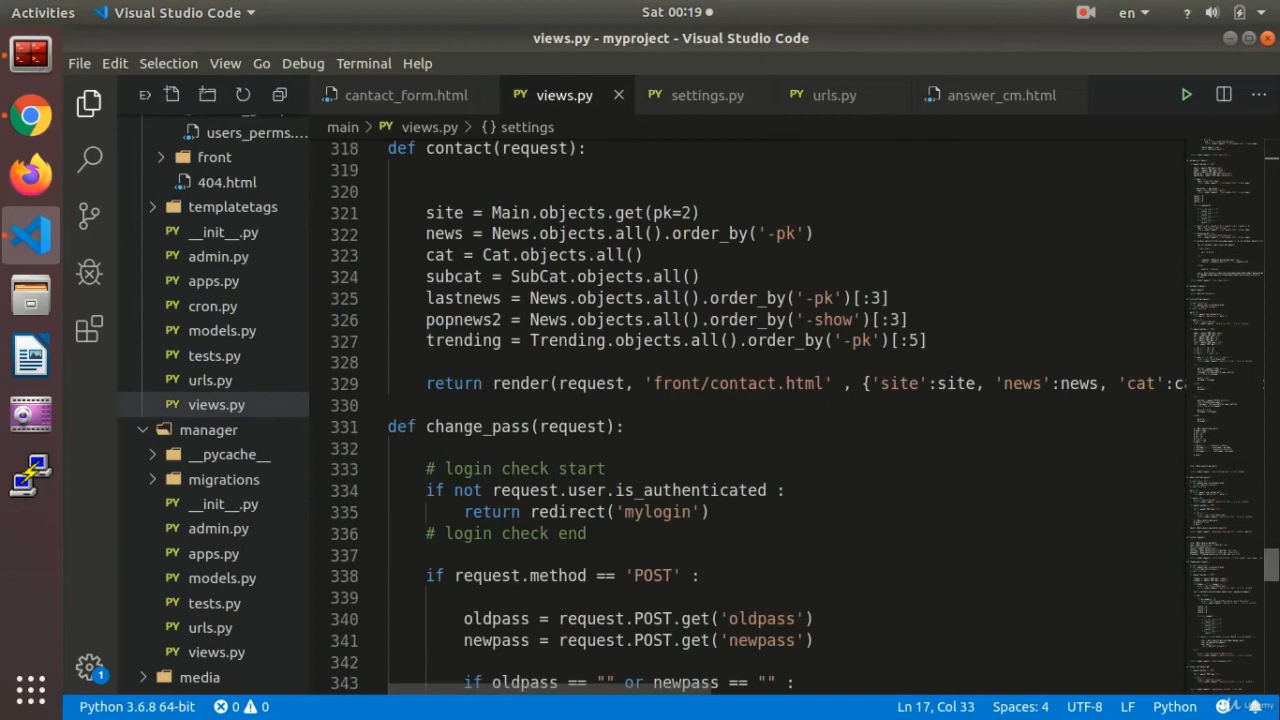 Activities
Visual Studio Code
Sat 00:19
en
views.py - myproject - Visual Studio Code
File Edit Selection View Go Debug Terminal Help
cantact_form.html
views.py
settings.py
urls.py
answer_cm.html
main > views.py > {} settings
users_perms....
front
404.html
templatetags
__init__.py
admin.py
apps.py
cron.py
models.py
tests.py
urls.py
views.py
manager
__pycache__
migrations
__init__.py
admin.py
apps.py
models.py
tests.py
urls.py
views.py
media
318 def contact(request):
319
320
321 site = Main.objects.get(pk=2)
322 news = News.objects.all().order_by('-pk')
323 cat = Cat.objects.all()
324 subcat = SubCat.objects.all()
325 lastnews = News.objects.all().order_by('-pk')[:3]
326 popnews = News.objects.all().order_by('-show')[:3]
327 trending = Trending.objects.all().order_by('-pk')[:5]
328
329 return render(request, 'front/contact.html' , {'site':site, 'news':news, 'cat':c
330
331 def change_pass(request):
332
333 # login check start
334 if not request.user.is_authenticated :
335 return redirect('mylogin')
336 # login check end
337
338 if request.method == 'POST' :
339
340 oldpass = request.POST.get('oldpass')
341 newpass = request.POST.get('newpass')
342
343 if oldpass == "" or newpass == "" :
1
Python 3.6.8 64-bit
0 0
Ln 17, Col 33
Spaces: 4
UTF-8
LF
Python
Udemy